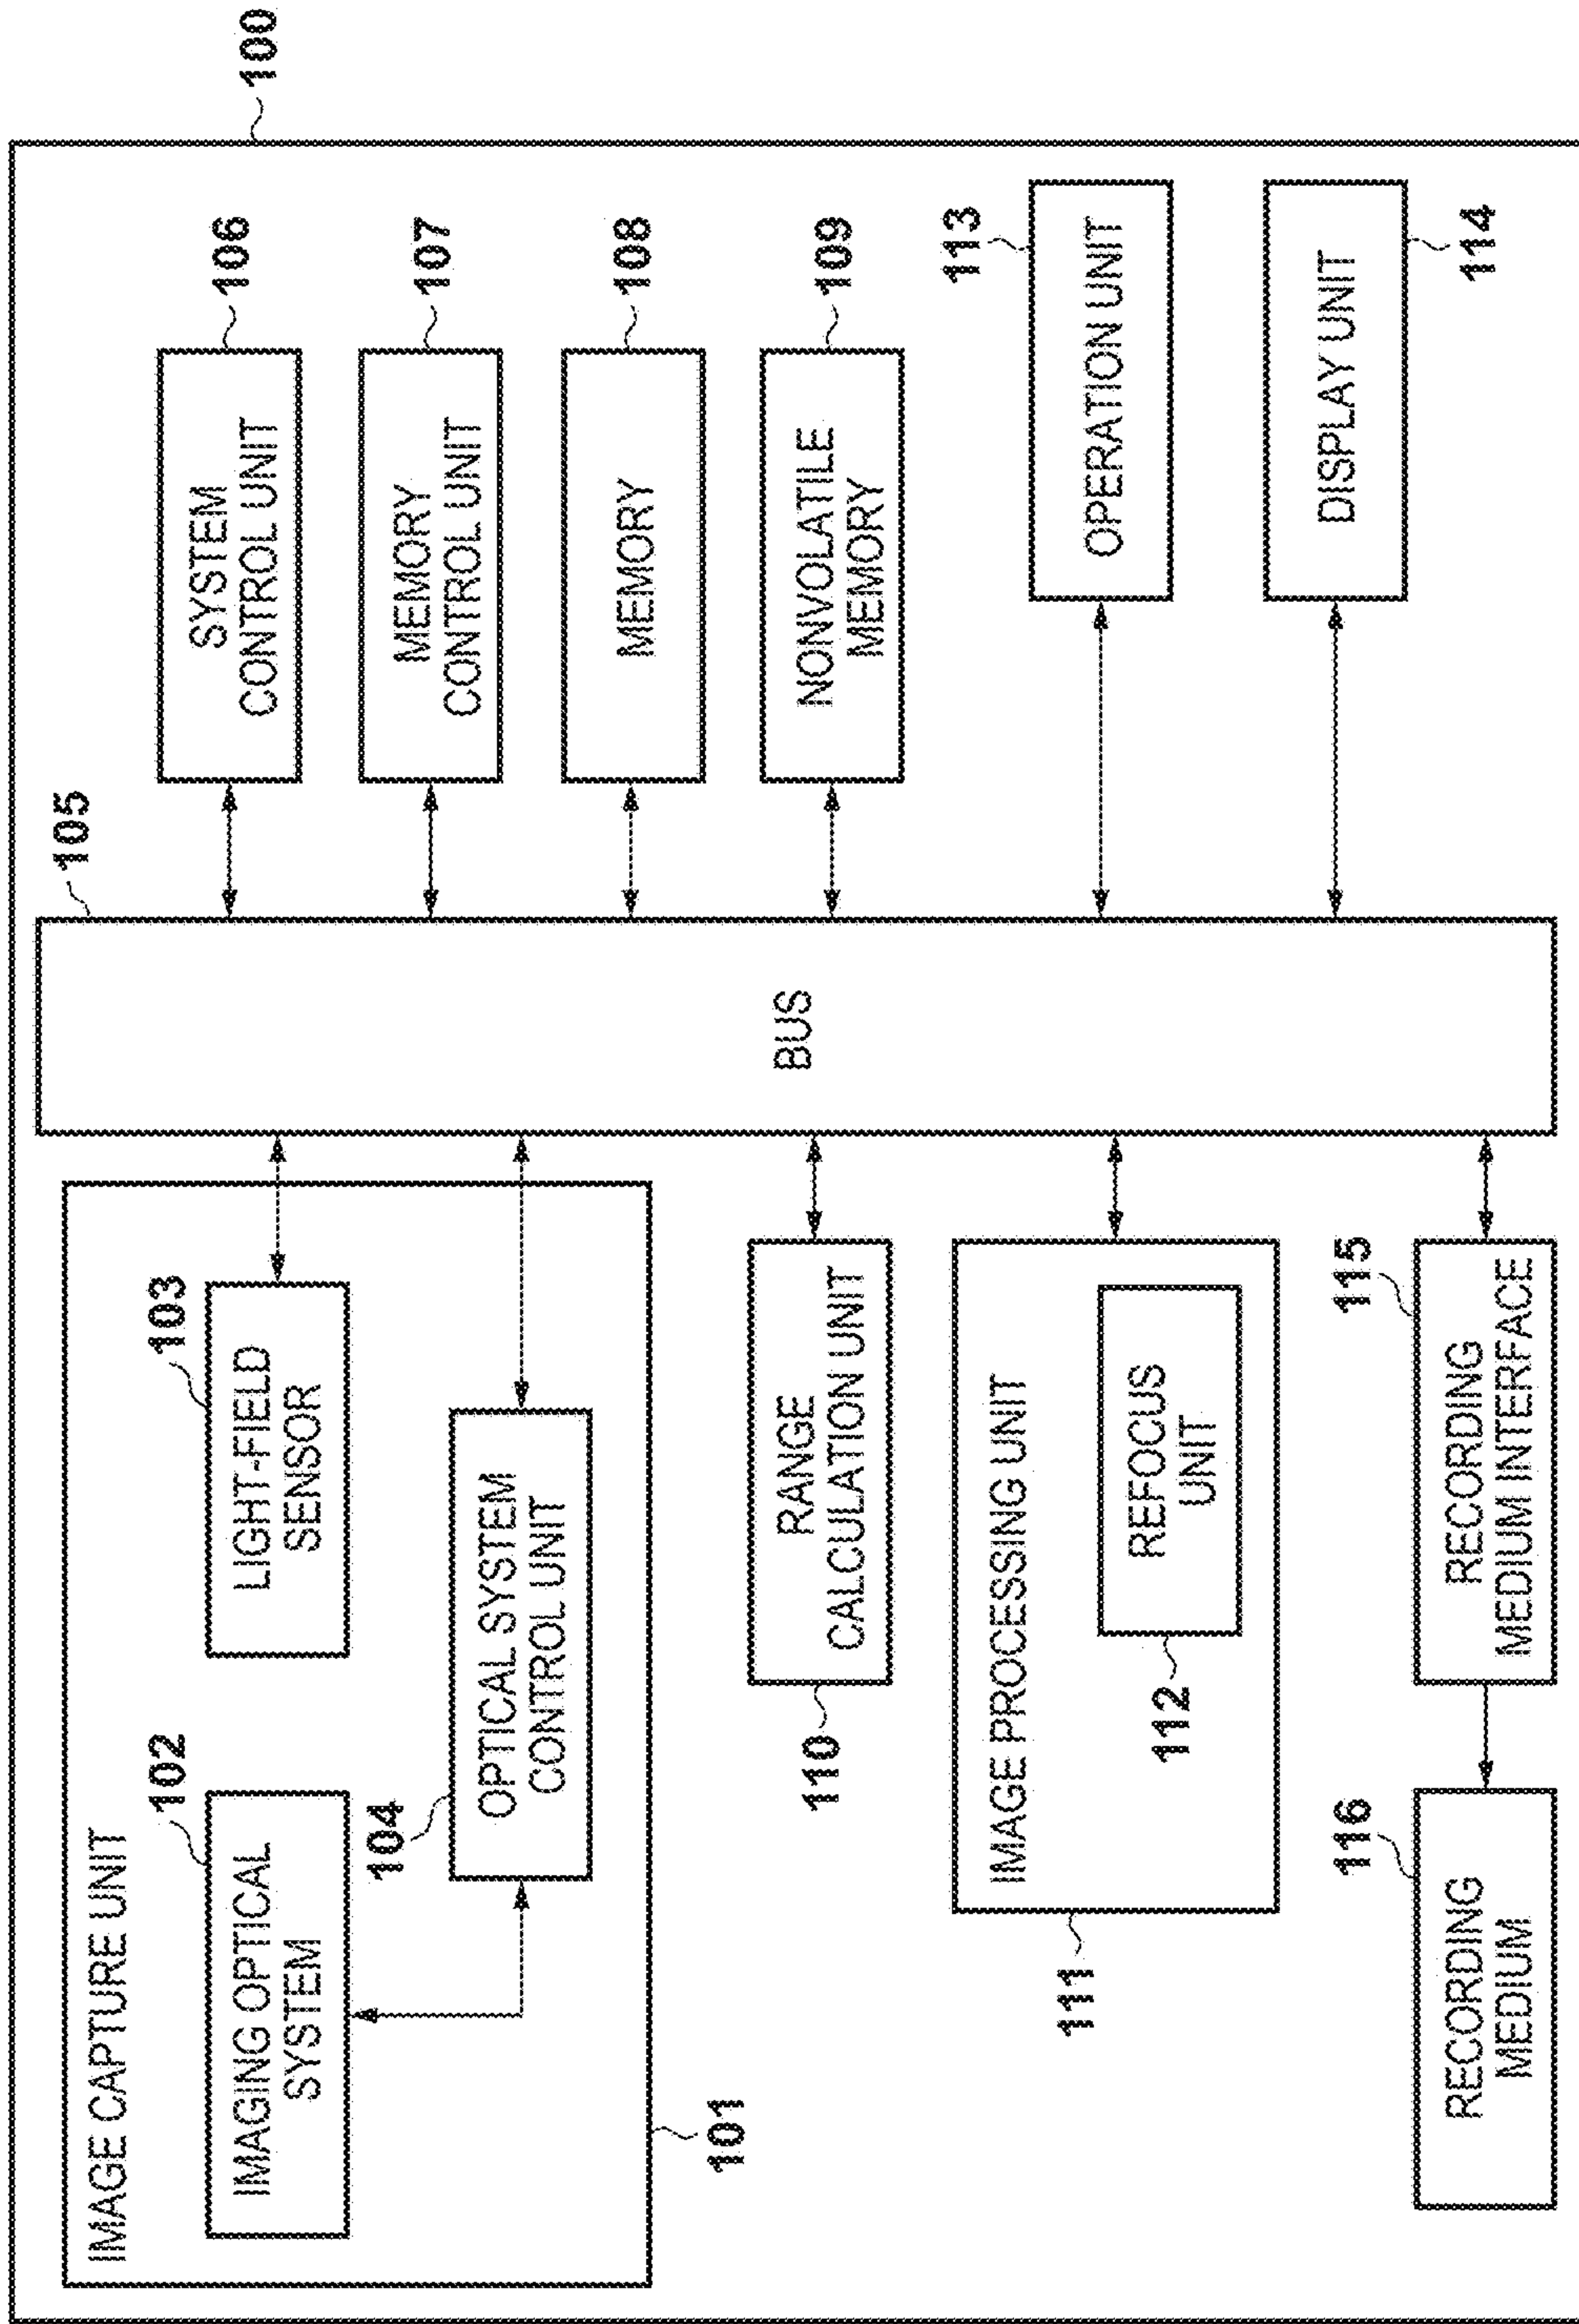 100
IMAGE CAPTURE UNIT
102
IMAGING OPTICAL
SYSTEM
103
LIGHT-FIELD
SENSOR
104
OPTICAL SYSTEM
CONTROL UNIT
101
105
BUS
106
SYSTEM
CONTROL UNIT
107
MEMORY
CONTROL UNIT
108
MEMORY
109
NONVOLATILE
MEMORY
110
RANGE
CALCULATION UNIT
111
IMAGE PROCESSING UNIT
112
REFOCUS
UNIT
113
OPERATION UNIT
114
DISPLAY UNIT
115
RECORDING
MEDIUM INTERFACE
116
RECORDING
MEDIUM